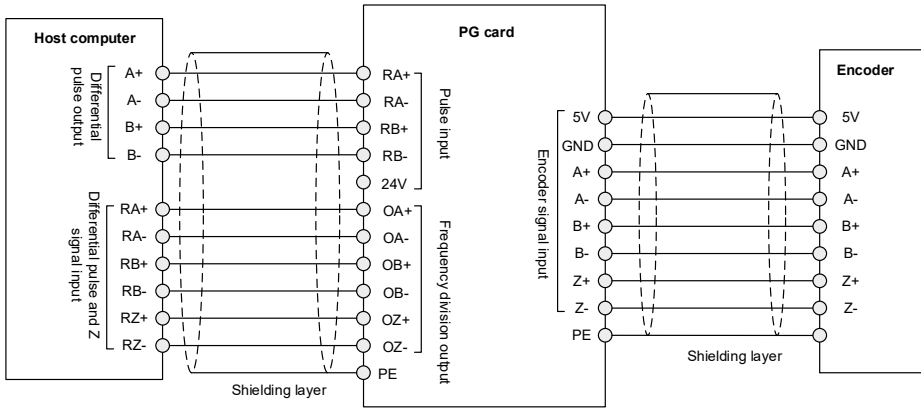 Host computer
Differential
pulse output
A+
A-
B+
B-
Differential pulse and Z
signal input
RA+
RA-
RB+
RB-
RZ+
RZ-
Shielding layer
PG card
RA+
RA-
RB+
RB-
24V
Pulse input
OA+
OA-
OB+
OB-
OZ+
OZ-
PE
Frequency division output
Encoder signal input
5V
GND
A+
A-
B+
B-
Z+
Z-
PE
Shielding layer
Encoder
5V
GND
A+
A-
B+
B-
Z+
Z-